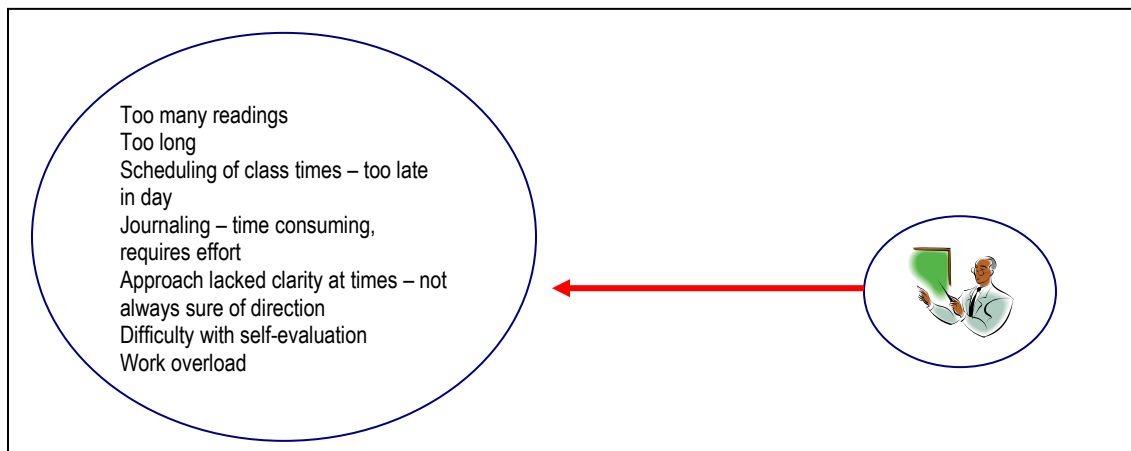 Too many readings
Too long
Scheduling of class times – too late
in day
Journaling – time consuming,
requires effort
Approach lacked clarity at times – not
always sure of direction
Difficulty with self-evaluation
Work overload